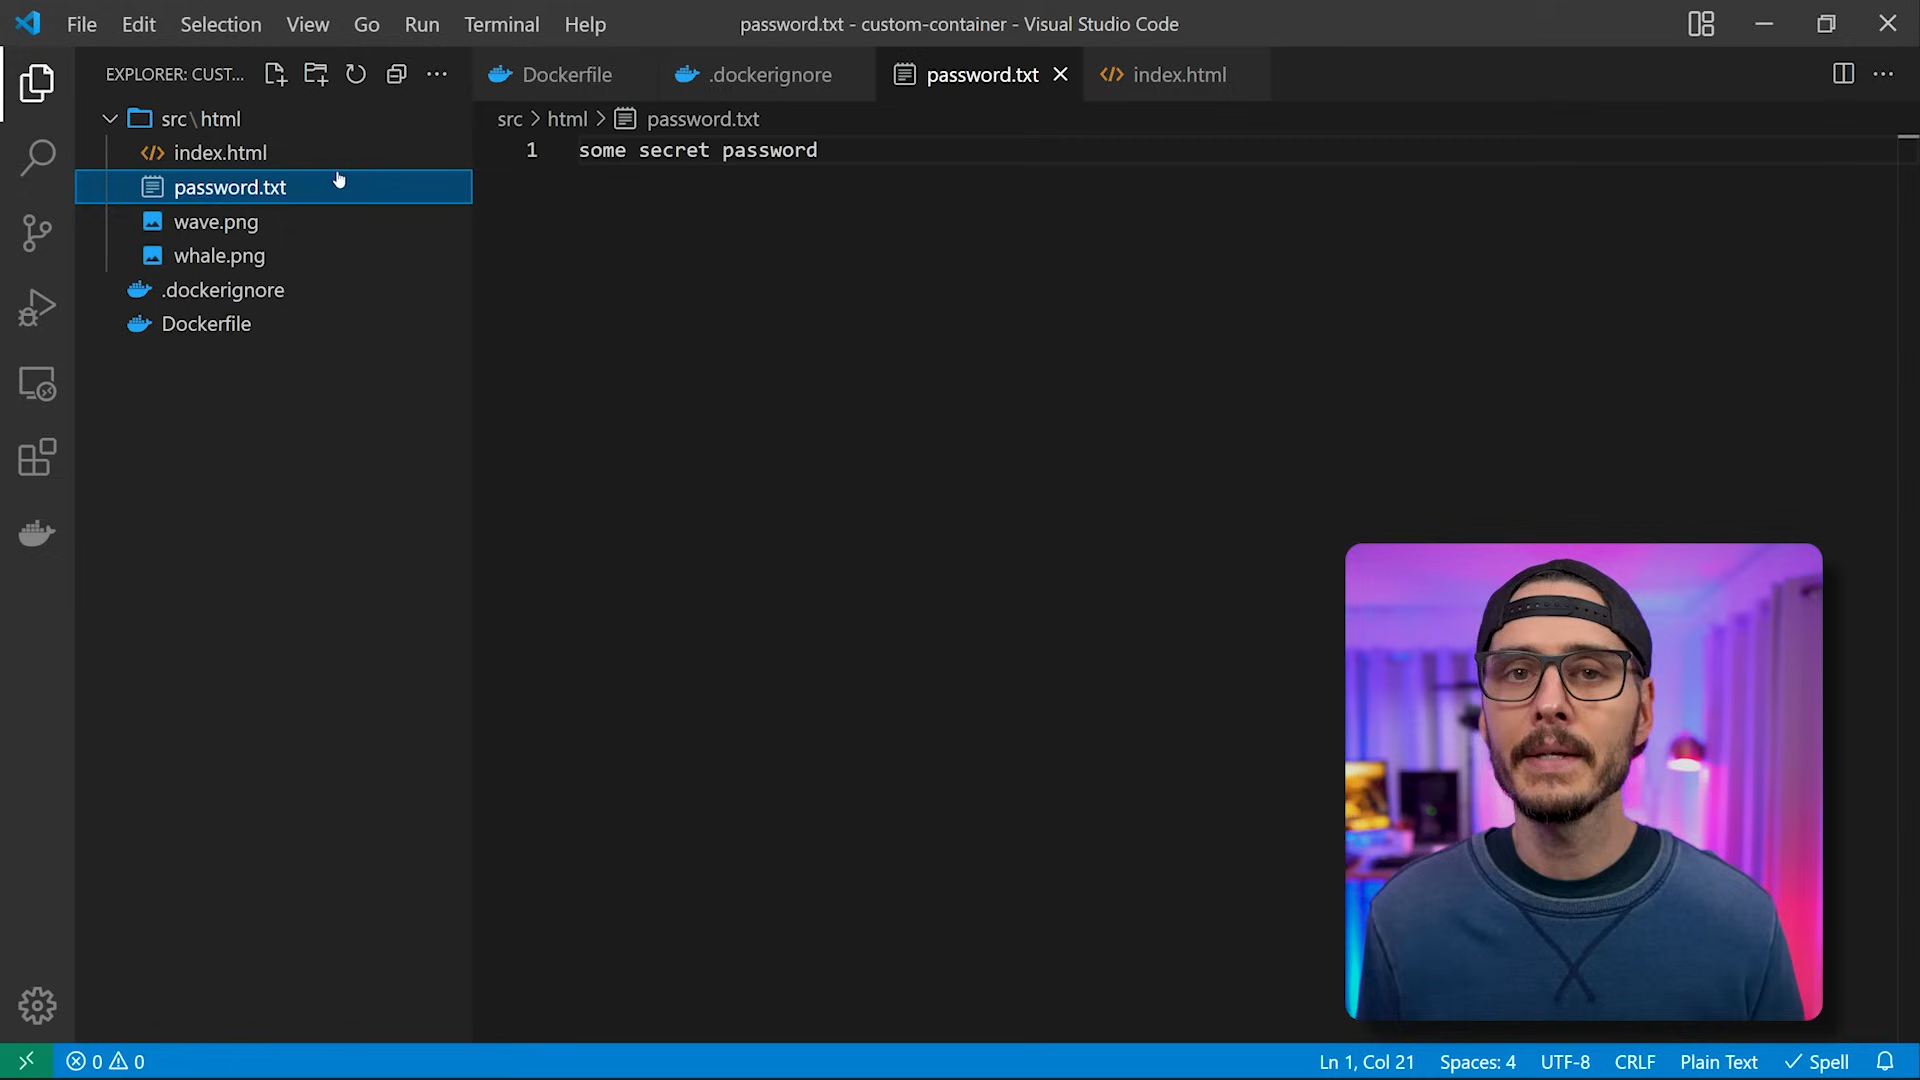 File Edit Selection View Go Run Terminal Help
password.txt - custom-container - Visual Studio Code
EXPLORER: CUST...
Dockerfile
.dockerignore
password.txt
index.html
src\html
index.html
password.txt
wave.png
whale.png
.dockerignore
Dockerfile
src > html > password.txt
1 some secret password
0 0
Ln 1, Col 21 Spaces: 4 UTF-8 CRLF Plain Text Spell